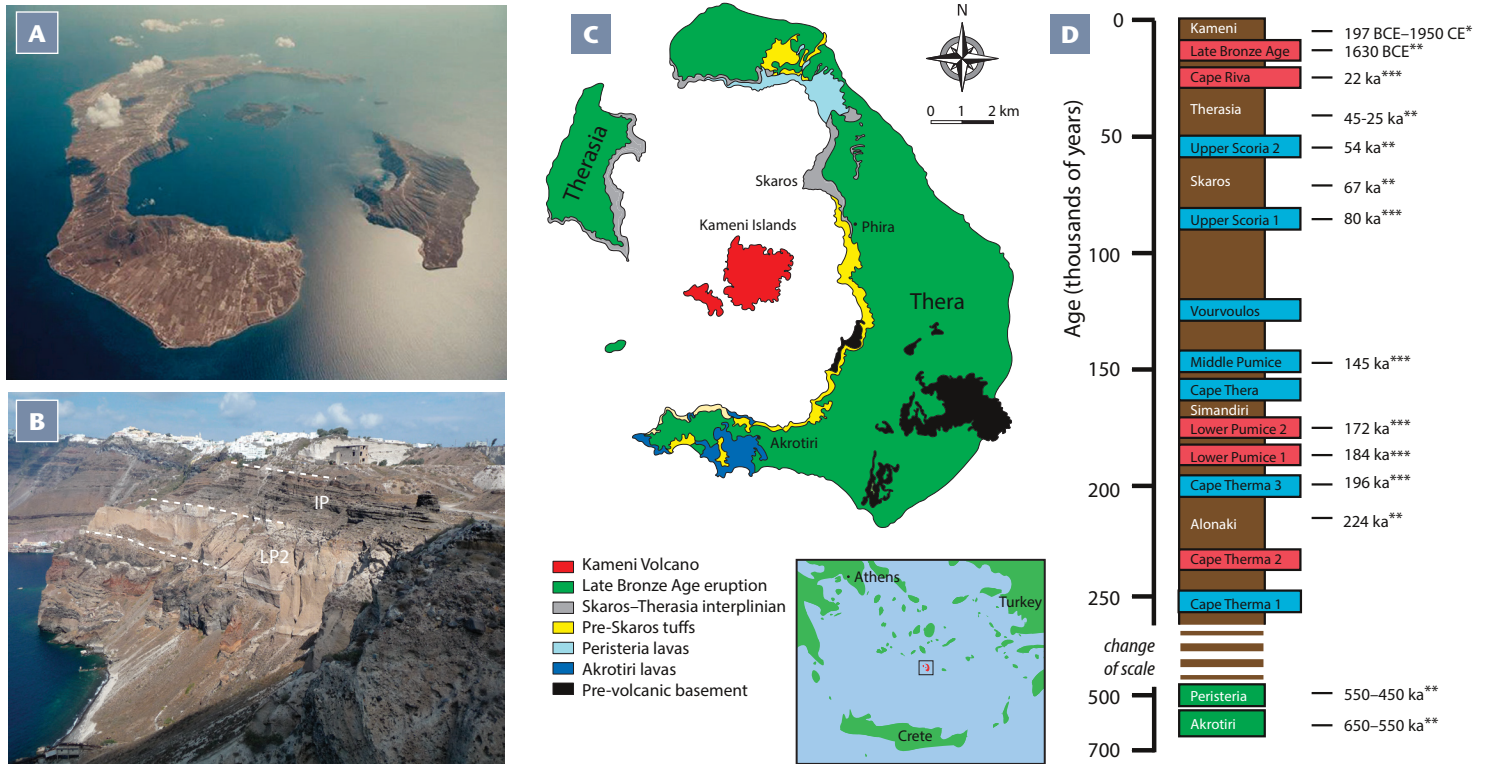 A
B
IP
LP2
C
N
0 1 2 km
Therasia
Skaros
Kameni Islands
Phira
Thera
Akrotiri
Kameni Volcano
Late Bronze Age eruption
Skaros–Therasia interplinian
Pre-Skaros tuffs
Peristeria lavas
Akrotiri lavas
Pre-volcanic basement
Athens
Turkey
Crete
D
Age (thousands of years)
0
50
100
150
200
250
change
of scale
500
700
Kameni
197 BCE–1950 CE*
Late Bronze Age
1630 BCE**
Cape Riva
22 ka***
Therasia
45-25 ka**
Upper Scoria 2
54 ka**
Skaros
67 ka**
Upper Scoria 1
80 ka***
Vourvoulos
Middle Pumice
145 ka***
Cape Thera
Simandiri
Lower Pumice 2
172 ka***
Lower Pumice 1
184 ka***
Cape Therma 3
196 ka***
Alonaki
224 ka**
Cape Therma 2
Cape Therma 1
Peristeria
550–450 ka**
Akrotiri
650–550 ka**